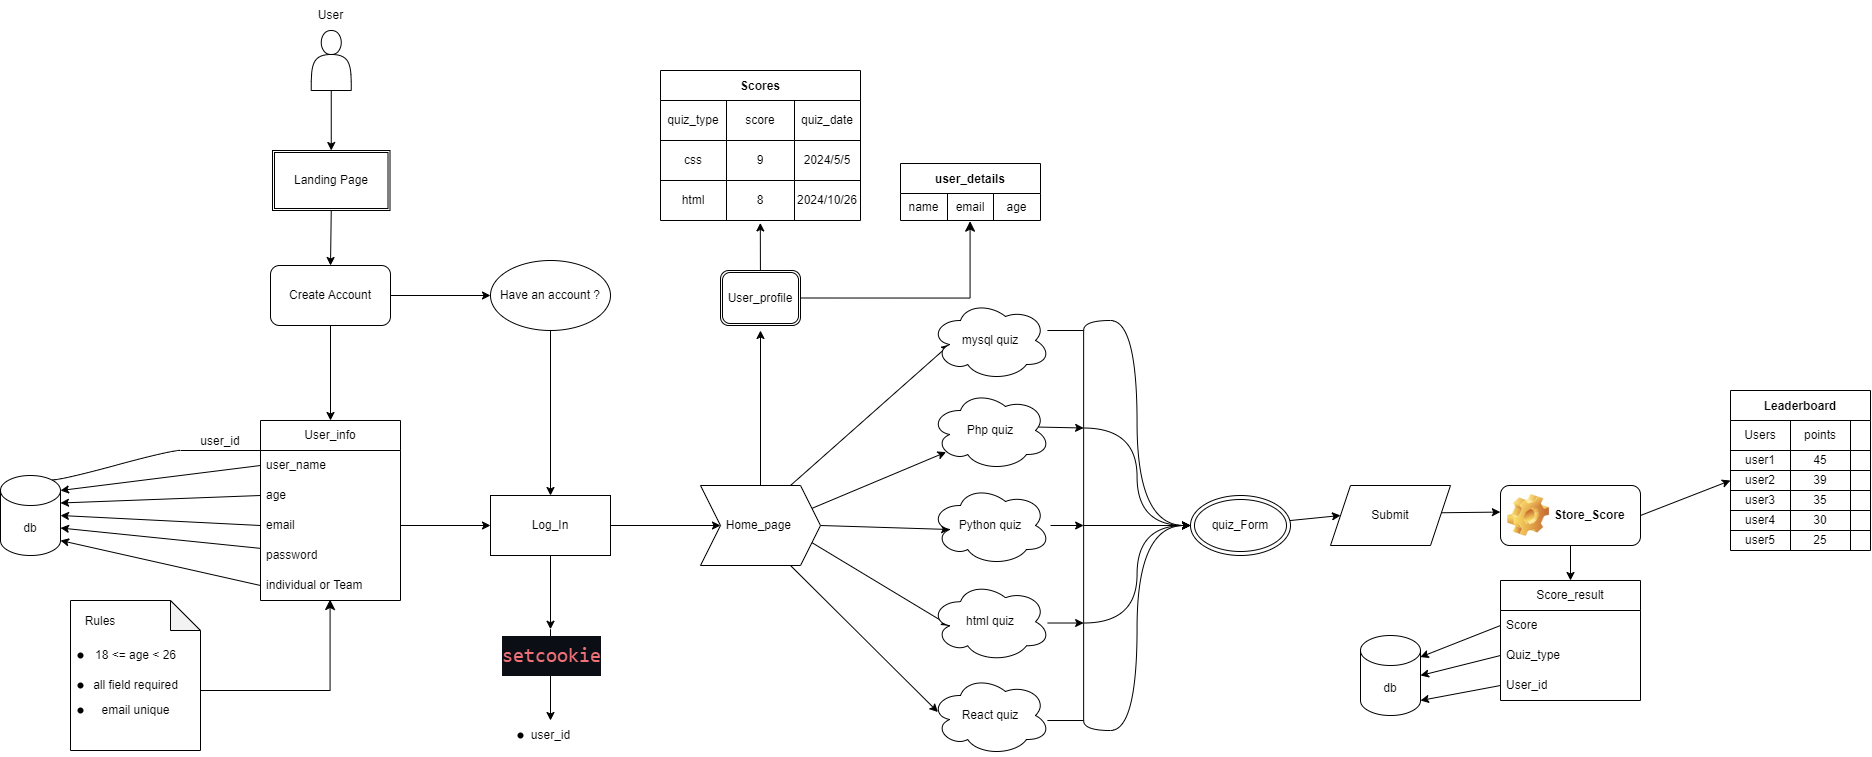 User
Landing Page
Create Account
Have an account ?
User_info
user_id
user_name
age
email
password
individual or Team
db
Rules
18 <= age < 26
all field required
email unique
Log_In
setcookie
user_id
Home_page
User_profile
Scores
quiz_type score quiz_date
css 9 2024/5/5
html 8 2024/10/26
user_details
name email age
mysql quiz
Php quiz
Python quiz
html quiz
React quiz
quiz_Form
Submit
Store_Score
Score_result
Score
Quiz_type
User_id
db
Leaderboard
Users points
user1 45
user2 39
user3 35
user4 30
user5 25